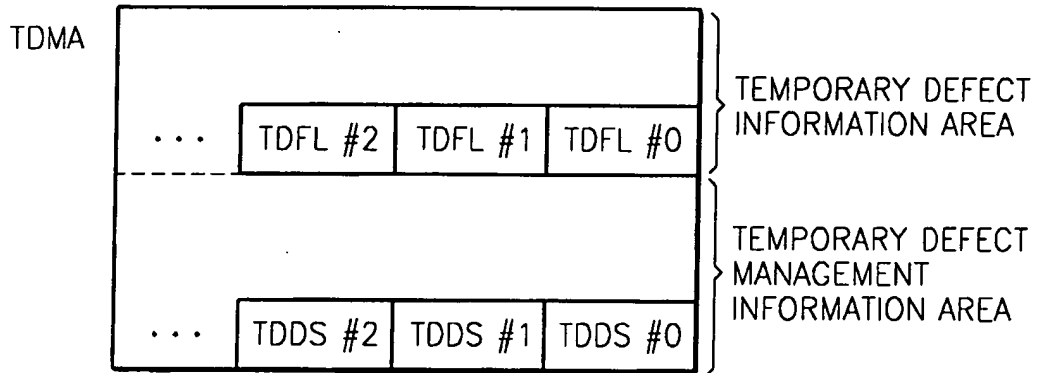 TDMA
TEMPORARY DEFECT
INFORMATION AREA
... TDFL #2 TDFL #1 TDFL #0
TEMPORARY DEFECT
MANAGEMENT
INFORMATION AREA
... TDDS #2 TDDS #1 TDDS #0